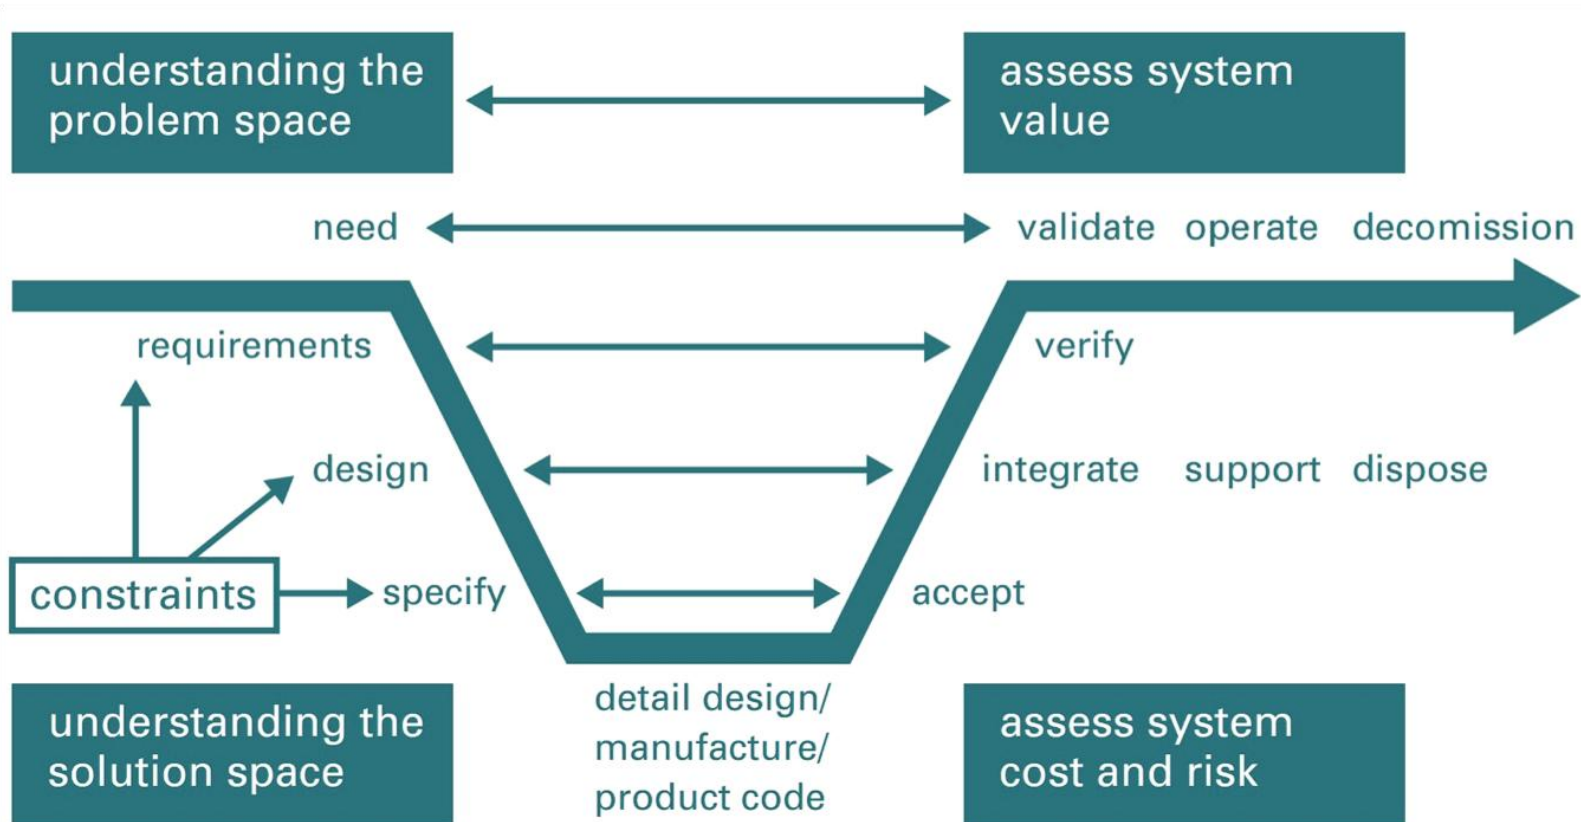 understanding the
problem space
assess system
value
need
validate operate decomission
requirements
verify
design
integrate support dispose
constraints
specify
accept
understanding the
solution space
detail design/
manufacture/
product code
assess system
cost and risk